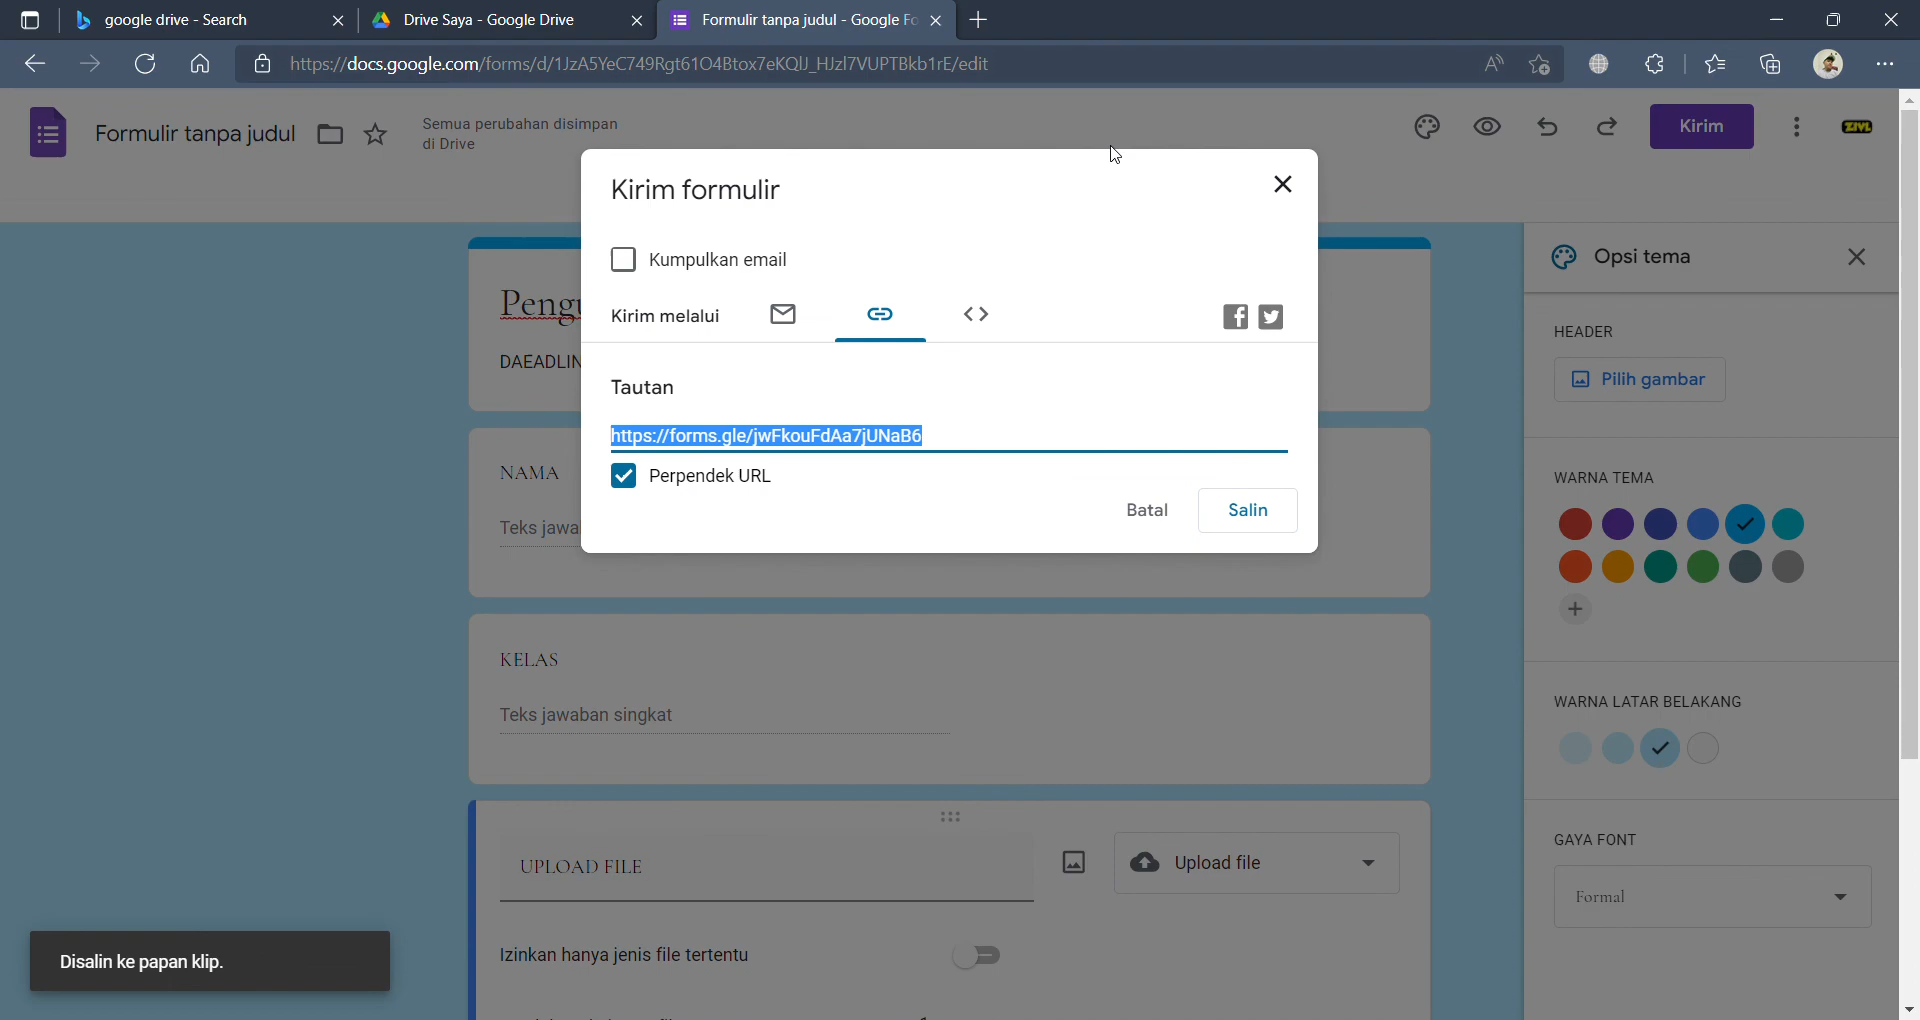 google drive - Search
Drive Saya - Google Drive
Formulir tanpa judul - Google Fo
https://docs.google.com/forms/d/1JzA5YeC749Rgt61O4Btox7eKQlJ_HJzl7VUPTBkb1rE/edit
Formulir tanpa judul
Semua perubahan disimpan
di Drive
Kirim
ZIVL
Kirim formulir
Kumpulkan email
Kirim melalui
Tautan
https://forms.gle/jwFkouFdAa7jUNaB6
Perpendek URL
Batal
Salin
Pengu
DAEADLIN
NAMA
Teks jawa
KELAS
Teks jawaban singkat
UPLOAD FILE
Upload file
Izinkan hanya jenis file tertentu
Opsi tema
HEADER
Pilih gambar
WARNA TEMA
WARNA LATAR BELAKANG
GAYA FONT
Formal
Disalin ke papan klip.